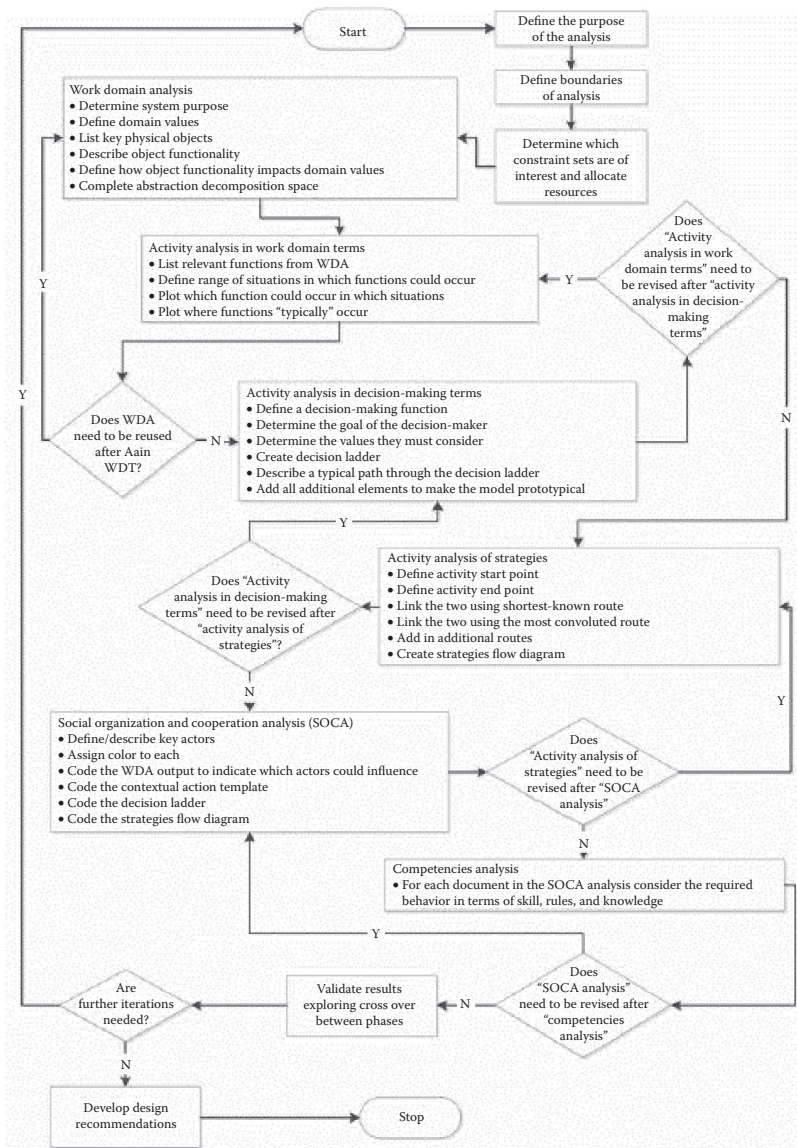 Start
Define the purpose
of the analysis
Define boundaries
of analysis
Determine which
constraint sets are of
interest and allocate
resources
Work domain analysis
• Determine system purpose
• Define domain values
• List key physical objects
• Describe object functionality
• Define how object functionality impacts domain values
• Complete abstraction decomposition space
Activity analysis in work domain terms
• List relevant functions from WDA
• Define range of situations in which functions could occur
• Plot which function could occur in which situations
• Plot where functions “typically” occur
Does
“Activity
analysis in work
domain terms” need to
be revised after “activity
analysis in decision-
making
terms”
Y
Y
Y
N
Does WDA
need to be reused
after Aain
WDT?
N
Activity analysis in decision-making terms
• Define a decision-making function
• Determine the goal of the decision-maker
• Determine the values they must consider
• Create decision ladder
• Describe a typical path through the decision ladder
• Add all additional elements to make the model prototypical
Y
Does “Activity
analysis in decision-making
terms” need to be revised after
“activity analysis of
strategies”?
N
Activity analysis of strategies
• Define activity start point
• Define activity end point
• Link the two using shortest-known route
• Link the two using the most convoluted route
• Add in additional routes
• Create strategies flow diagram
Y
Social organization and cooperation analysis (SOCA)
• Define/describe key actors
• Assign color to each
• Code the WDA output to indicate which actors could influence
• Code the contextual action template
• Code the decision ladder
• Code the strategies flow diagram
Does
“Activity analysis of
strategies” need to be
revised after “SOCA
analysis”
N
Competencies analysis
• For each document in the SOCA analysis consider the required
behavior in terms of skill, rules, and knowledge
Y
Does
“SOCA analysis”
need to be revised after
“competencies
analysis”
N
Validate results
exploring cross over
between phases
Are
further iterations
needed?
N
Develop design
recommendations
Stop